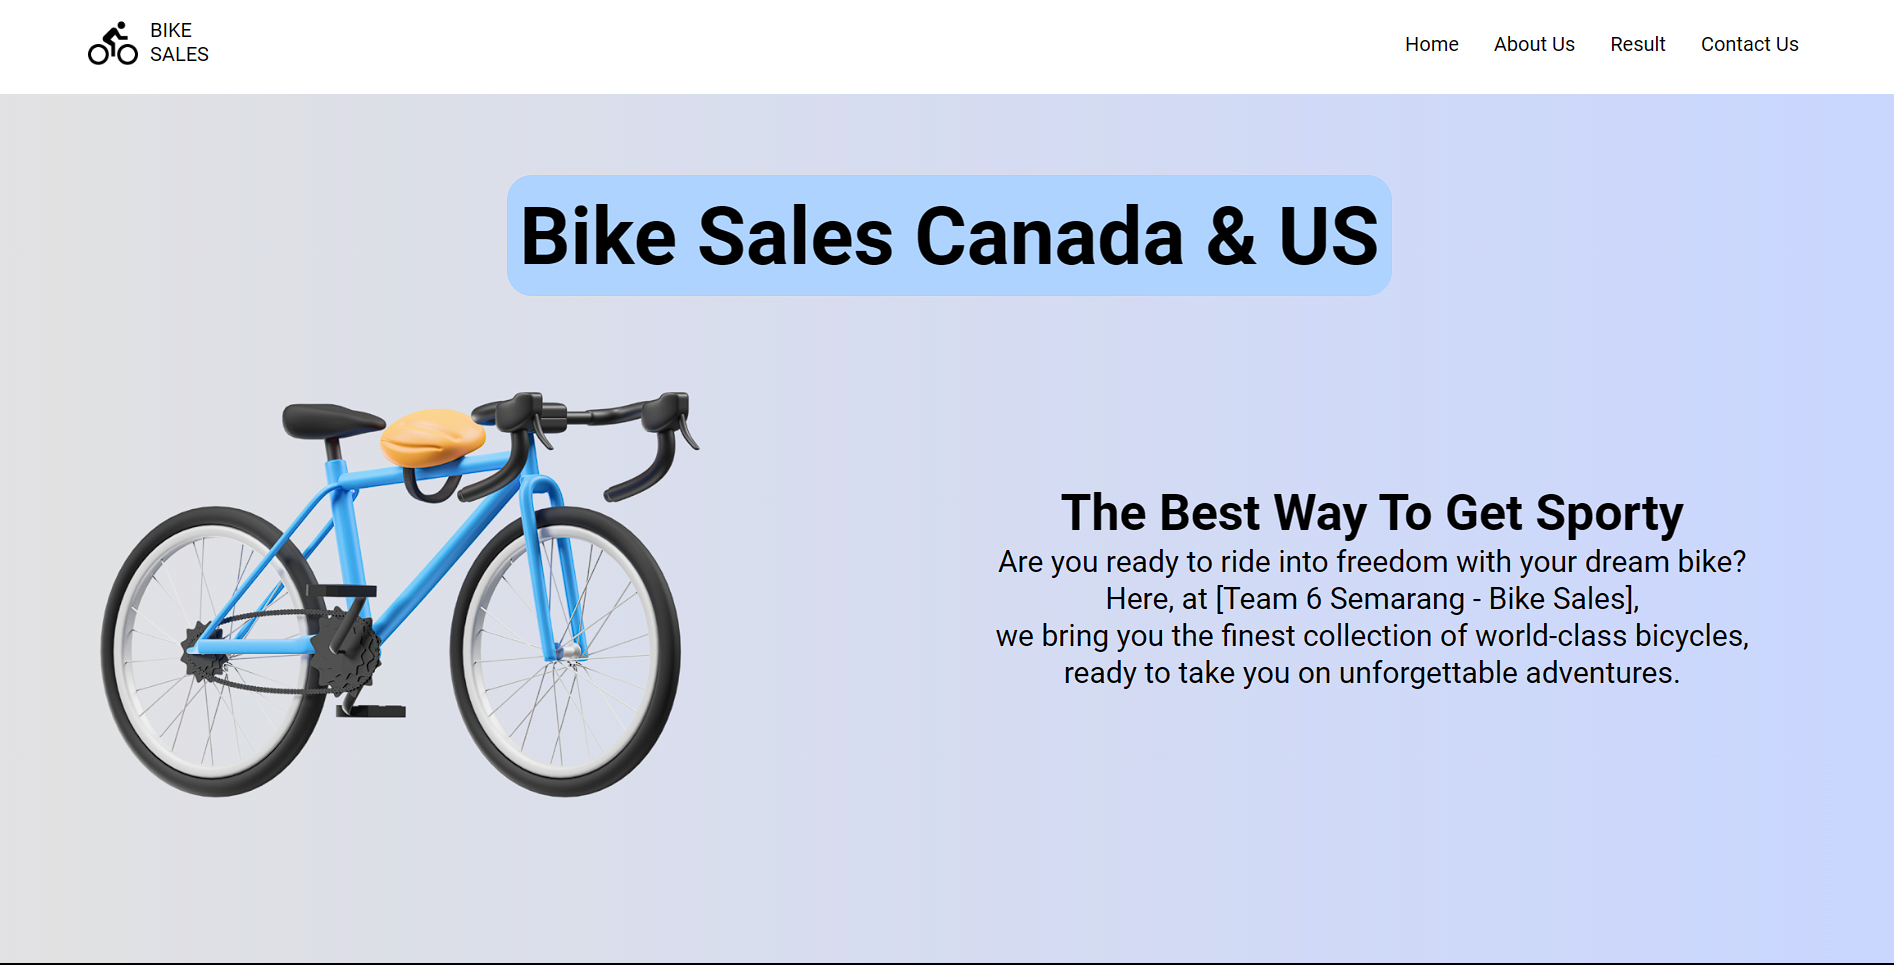 BIKE
SALES
Home
About Us
Result
Contact Us
Bike Sales Canada & US
The Best Way To Get Sporty
Are you ready to ride into freedom with your dream bike?
Here, at [Team 6 Semarang - Bike Sales],
we bring you the finest collection of world-class bicycles,
ready to take you on unforgettable adventures.